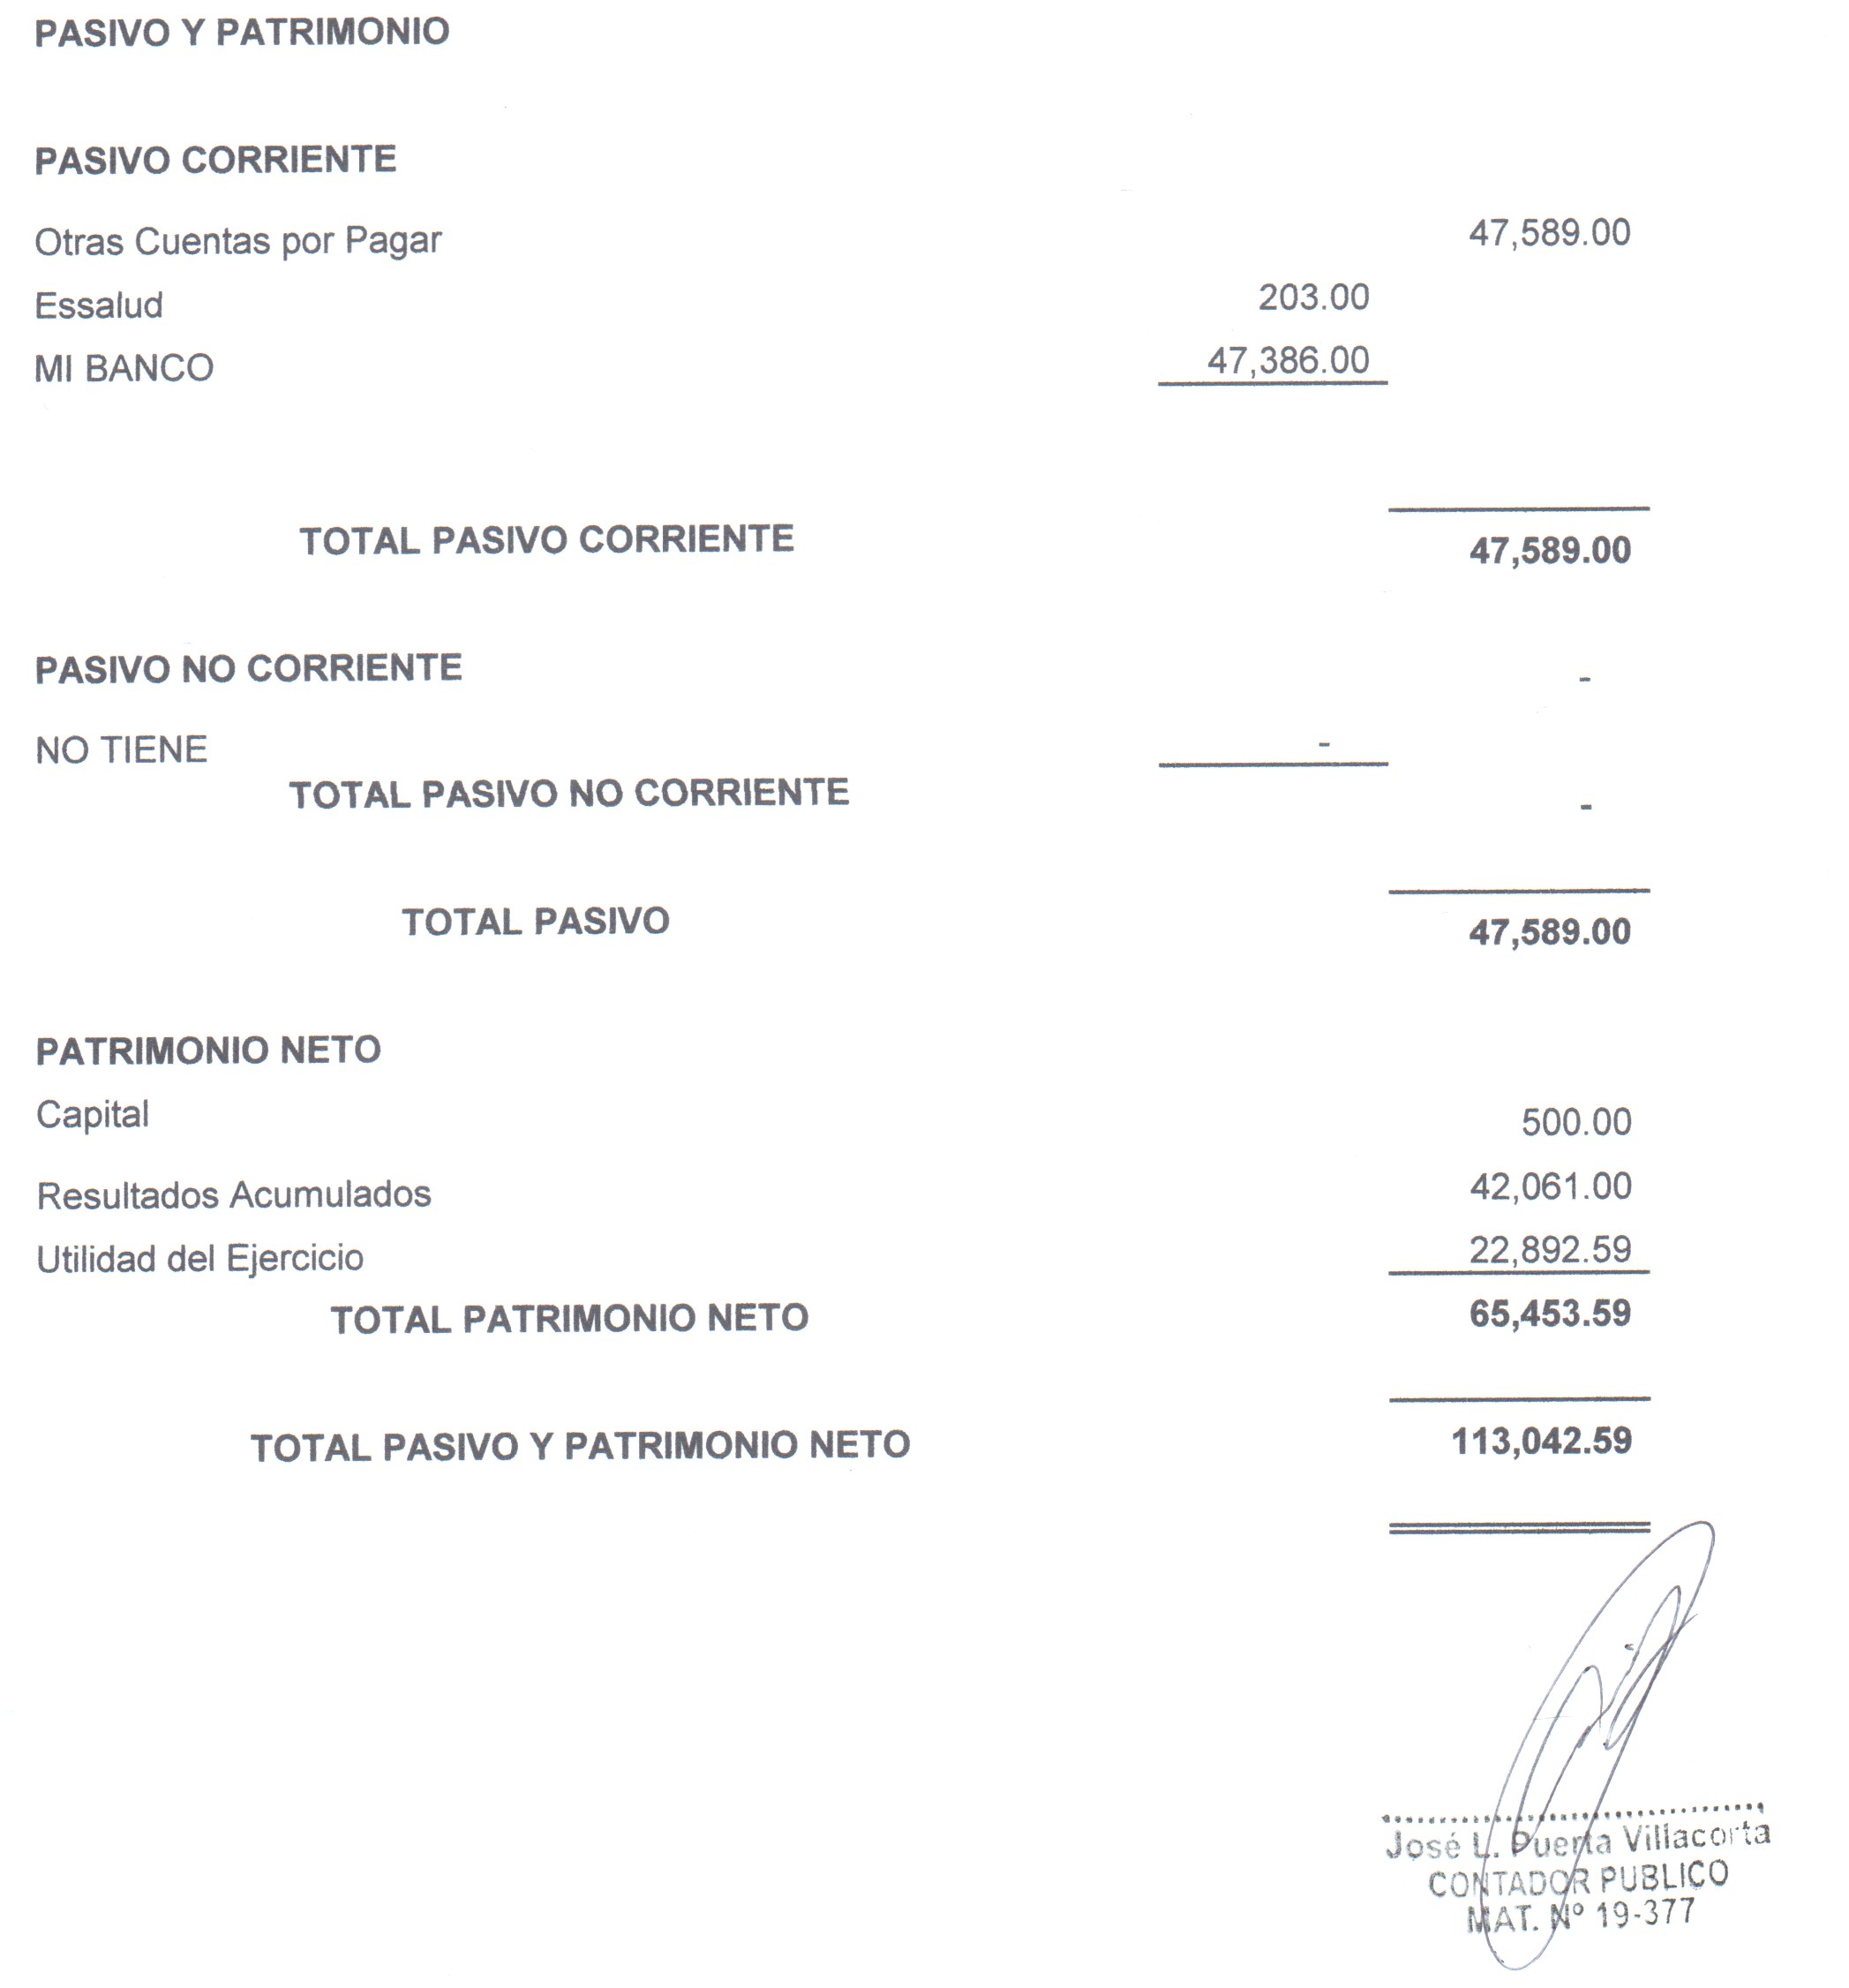 PASIVO Y PATRIMONIO
PASIVO CORRIENTE
Otras Cuentas por Pagar 47,589.00
Essalud 203.00
MI BANCO 47,386.00
TOTAL PASIVO CORRIENTE 47,589.00
PASIVO NO CORRIENTE -
NO TIENE -
TOTAL PASIVO NO CORRIENTE -
TOTAL PASIVO 47,589.00
PATRIMONIO NETO
Capital 500.00
Resultados Acumulados 42,061.00
Utilidad del Ejercicio 22,892.59
TOTAL PATRIMONIO NETO 65,453.59
TOTAL PASIVO Y PATRIMONIO NETO 113,042.59
José L. Puerta Villacorta
CONTADOR PUBLICO
MAT. Nº 19-377